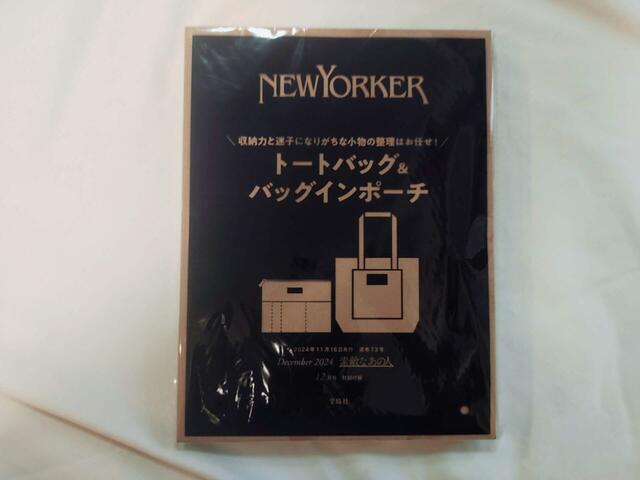 NEWYORKER
\ 収納力と迷子になりがちな小物の整理はお任せ! /
トートバッグ&
バッグインポーチ
2024年11月16日発行 通巻73号
December 2024 素敵なあの人
12月号 特別付録
宝島社